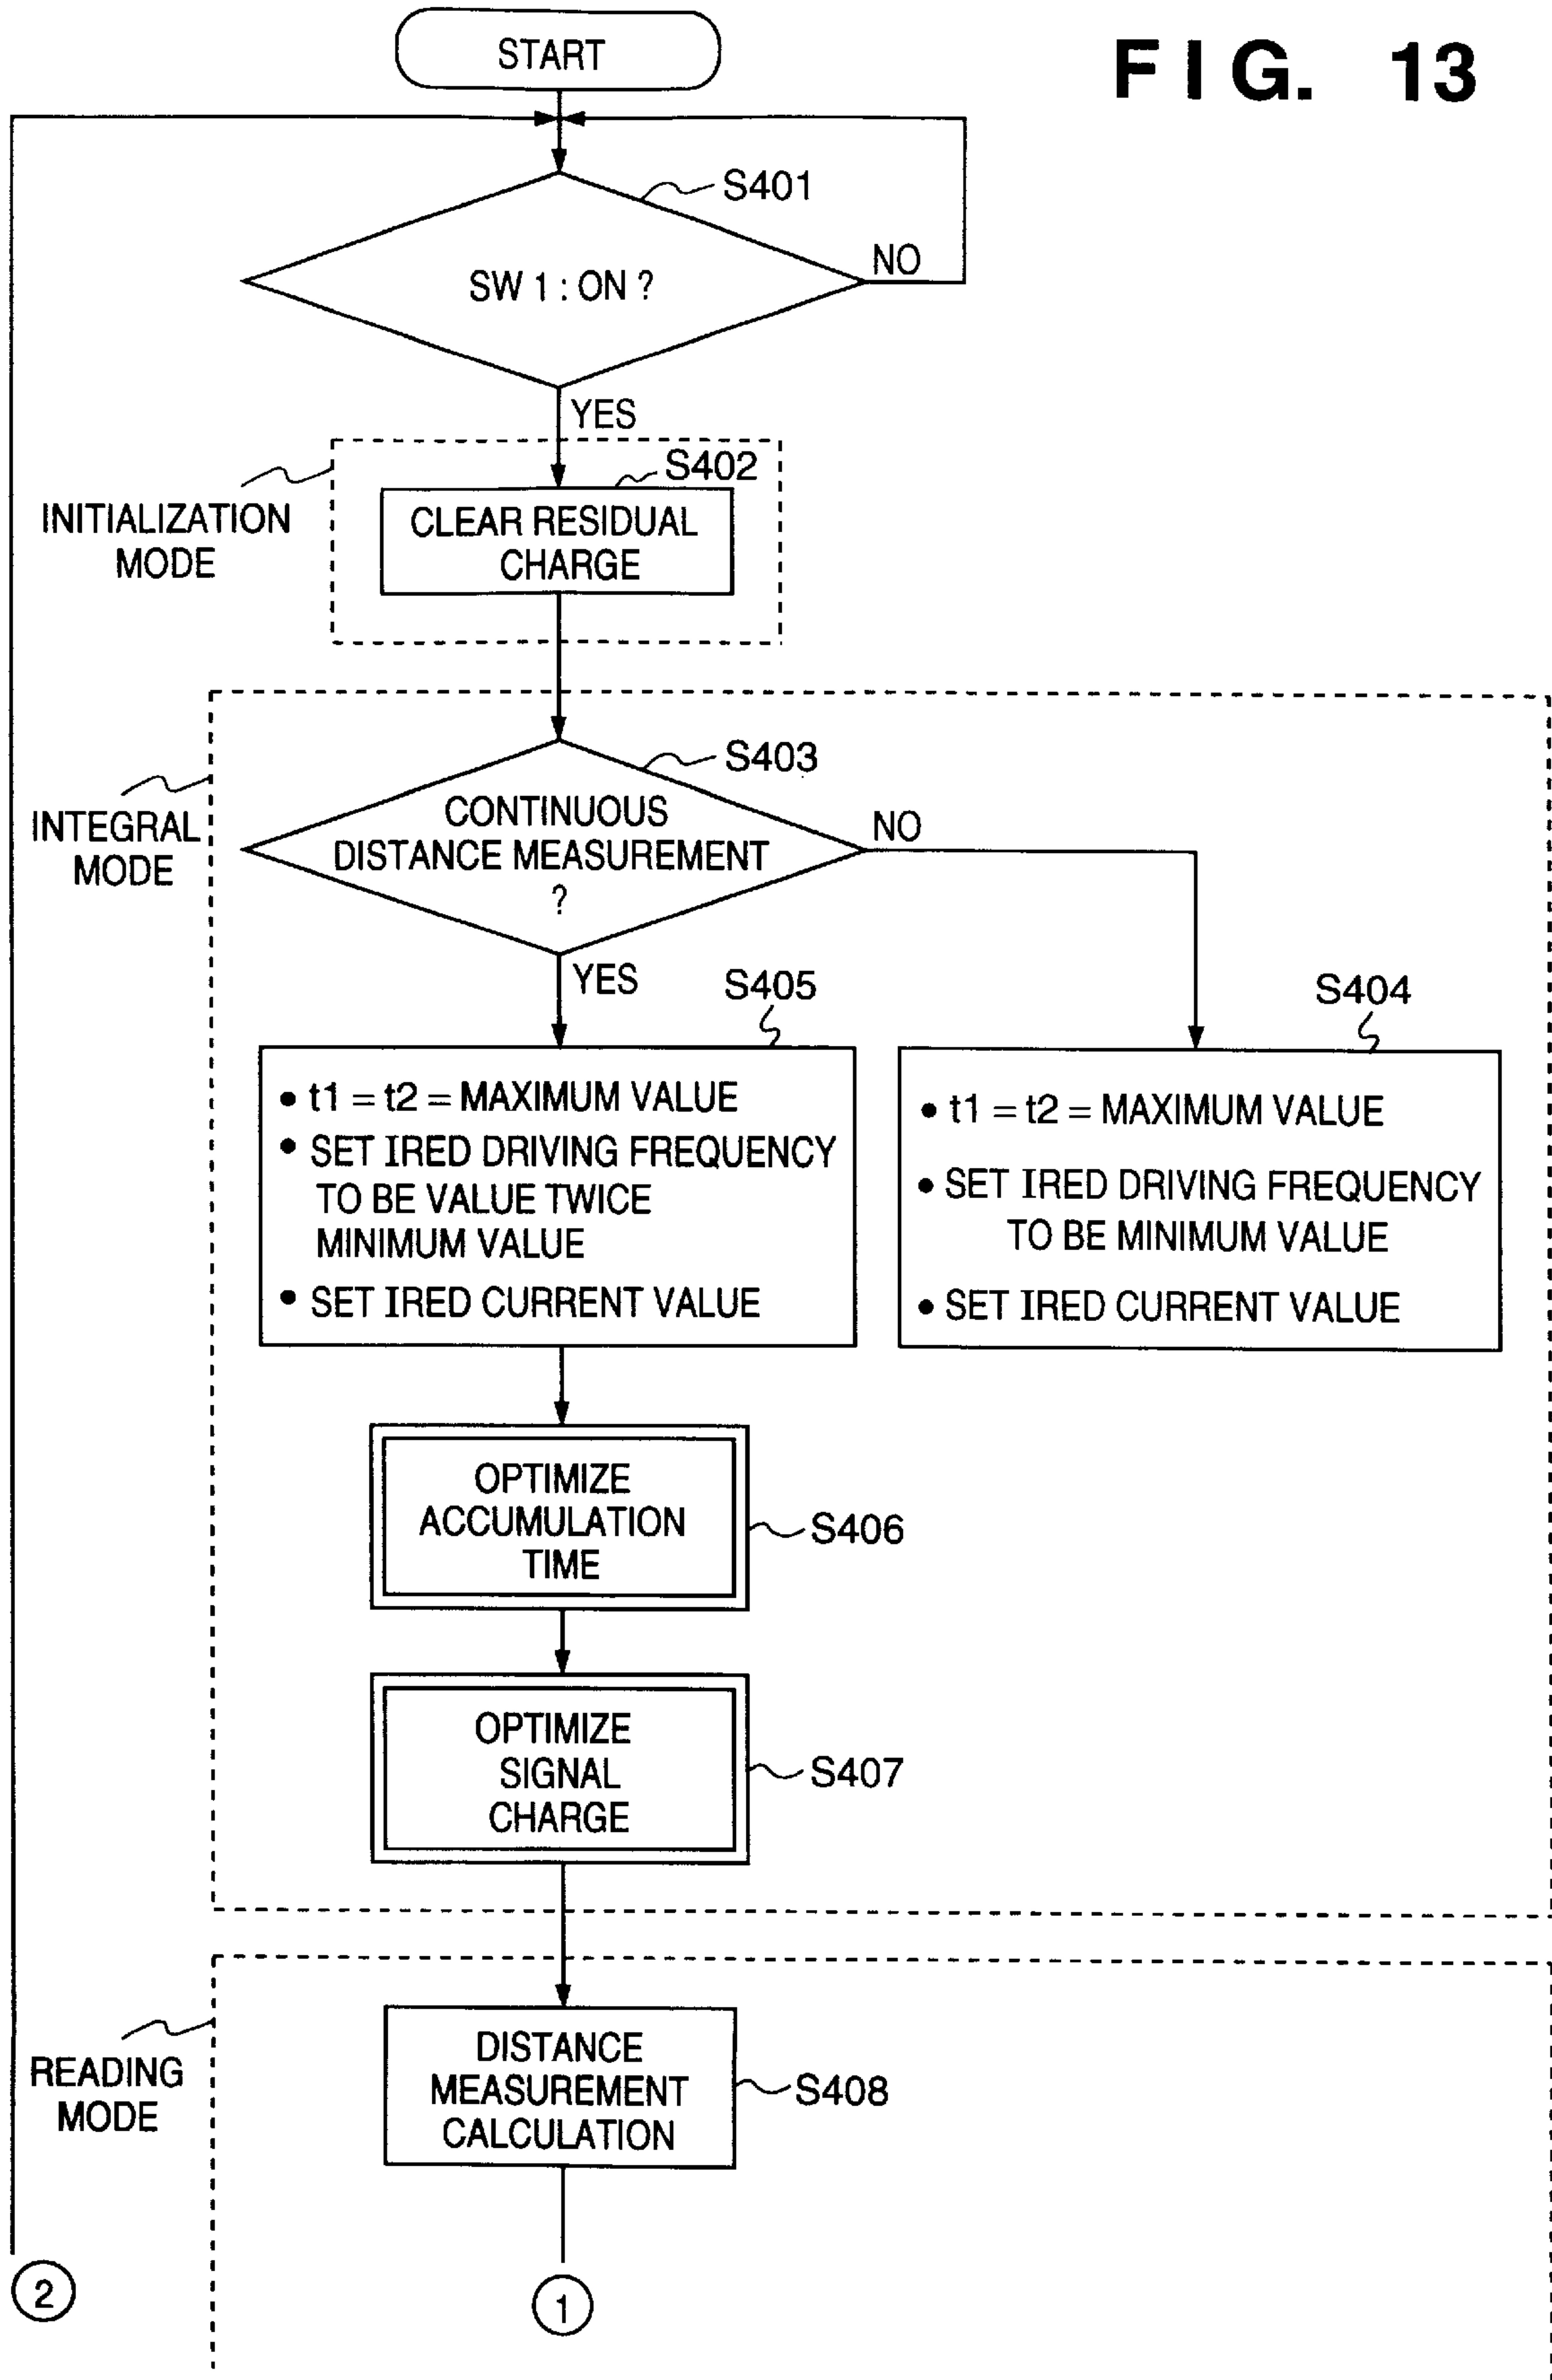 FIG. 13
START
S401
SW 1 : ON ?
NO
YES
INITIALIZATION
MODE
S402
CLEAR RESIDUAL
CHARGE
INTEGRAL
MODE
S403
CONTINUOUS
DISTANCE MEASUREMENT
?
NO
YES
S405
• t1 = t2 = MAXIMUM VALUE
• SET IRED DRIVING FREQUENCY
TO BE VALUE TWICE
MINIMUM VALUE
• SET IRED CURRENT VALUE
S404
• t1 = t2 = MAXIMUM VALUE
• SET IRED DRIVING FREQUENCY
TO BE MINIMUM VALUE
• SET IRED CURRENT VALUE
OPTIMIZE
ACCUMULATION
TIME
S406
OPTIMIZE
SIGNAL
CHARGE
S407
READING
MODE
DISTANCE
MEASUREMENT
CALCULATION
S408
2
1